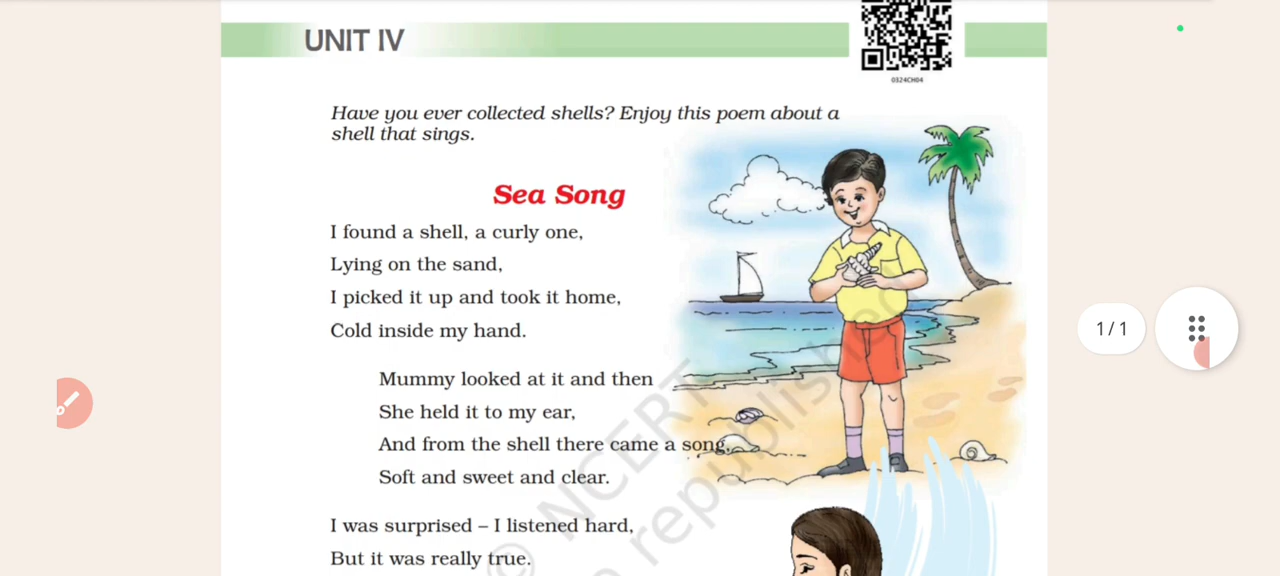 UNIT IV
0324CH04
Have you ever collected shells? Enjoy this poem about a
shell that sings.
Sea Song
I found a shell, a curly one,
Lying on the sand,
I picked it up and took it home,
Cold inside my hand.
Mummy looked at it and then
She held it to my ear,
And from the shell there came a song,
Soft and sweet and clear.
I was surprised – I listened hard,
But it was really true.
© NCERT
republished
1/1